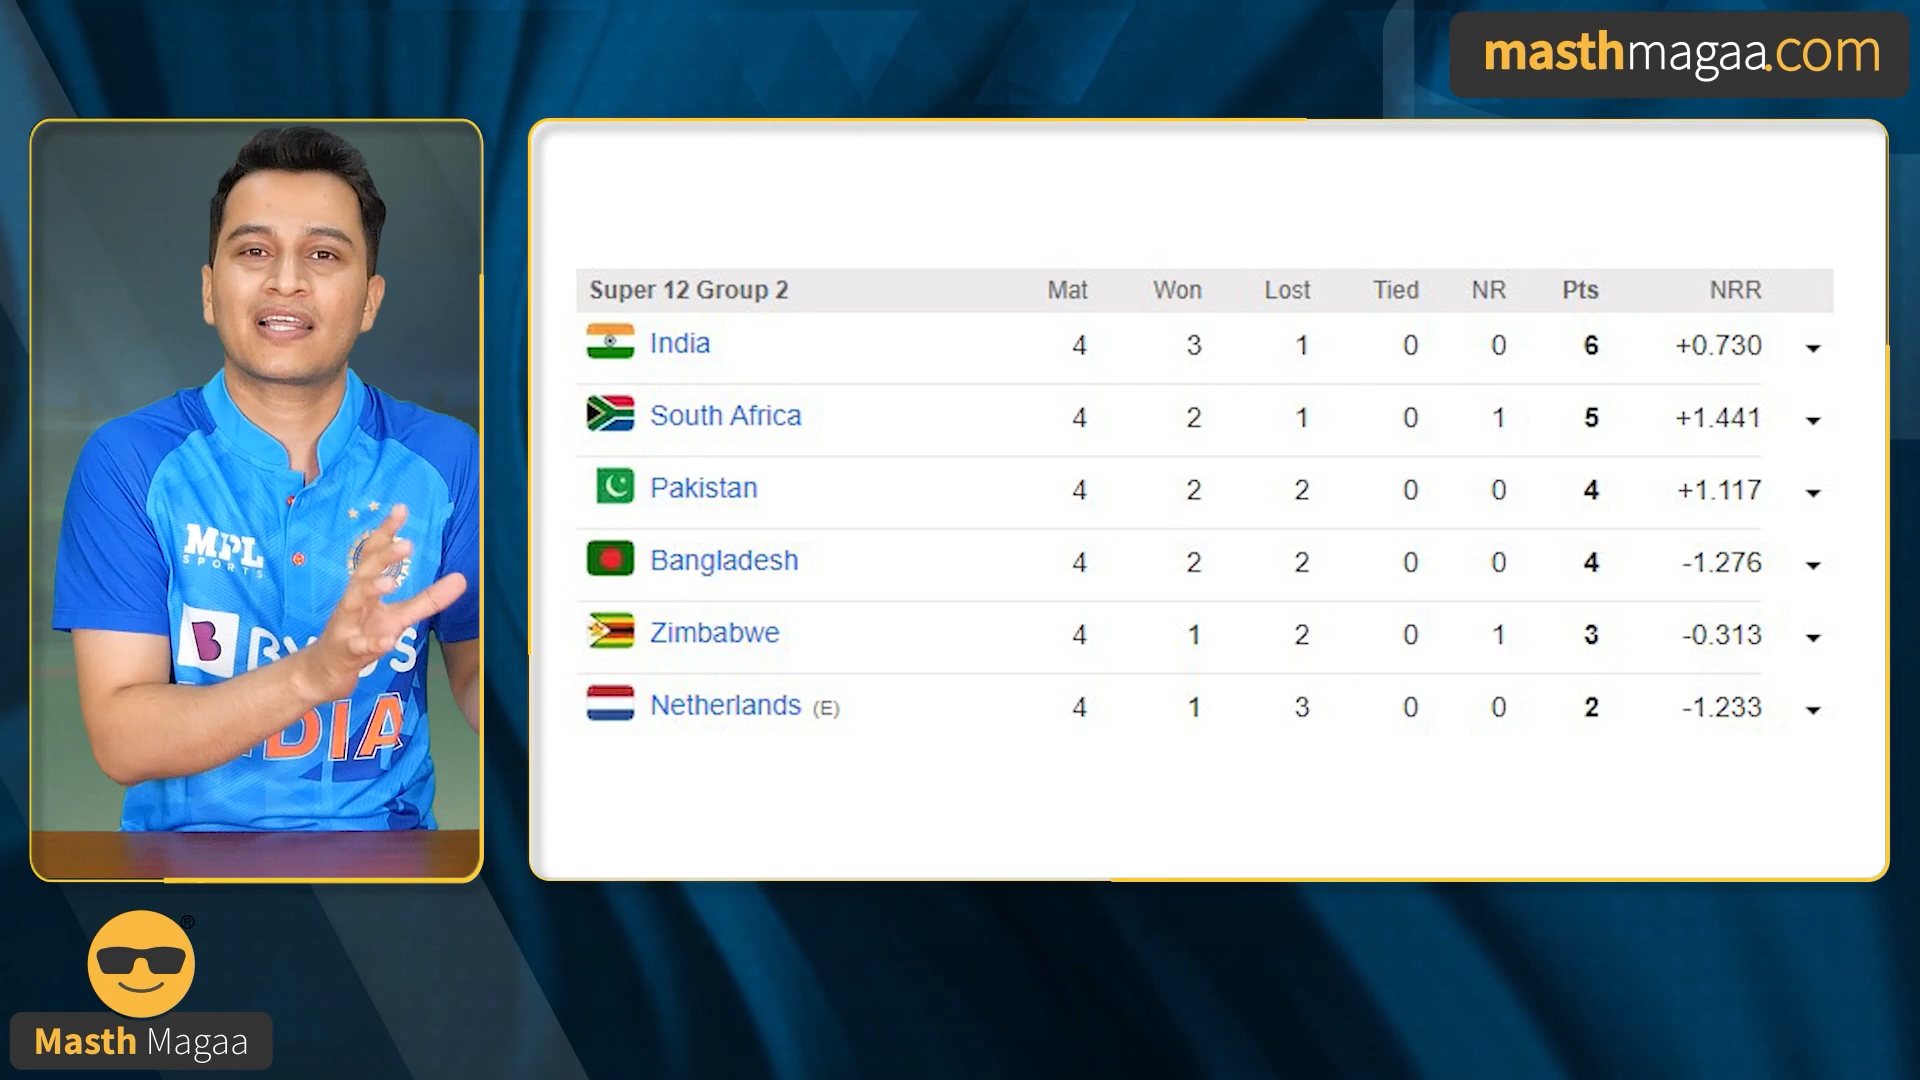 masthmagaa.com
MPL
SPORTS
INDIA
Super 12 Group 2 Mat Won Lost Tied NR Pts NRR
India 4 3 1 0 0 6 +0.730
South Africa 4 2 1 0 1 5 +1.441
Pakistan 4 2 2 0 0 4 +1.117
Bangladesh 4 2 2 0 0 4 -1.276
Zimbabwe 4 1 2 0 1 3 -0.313
Netherlands (E) 4 1 3 0 0 2 -1.233
®
Masth Magaa